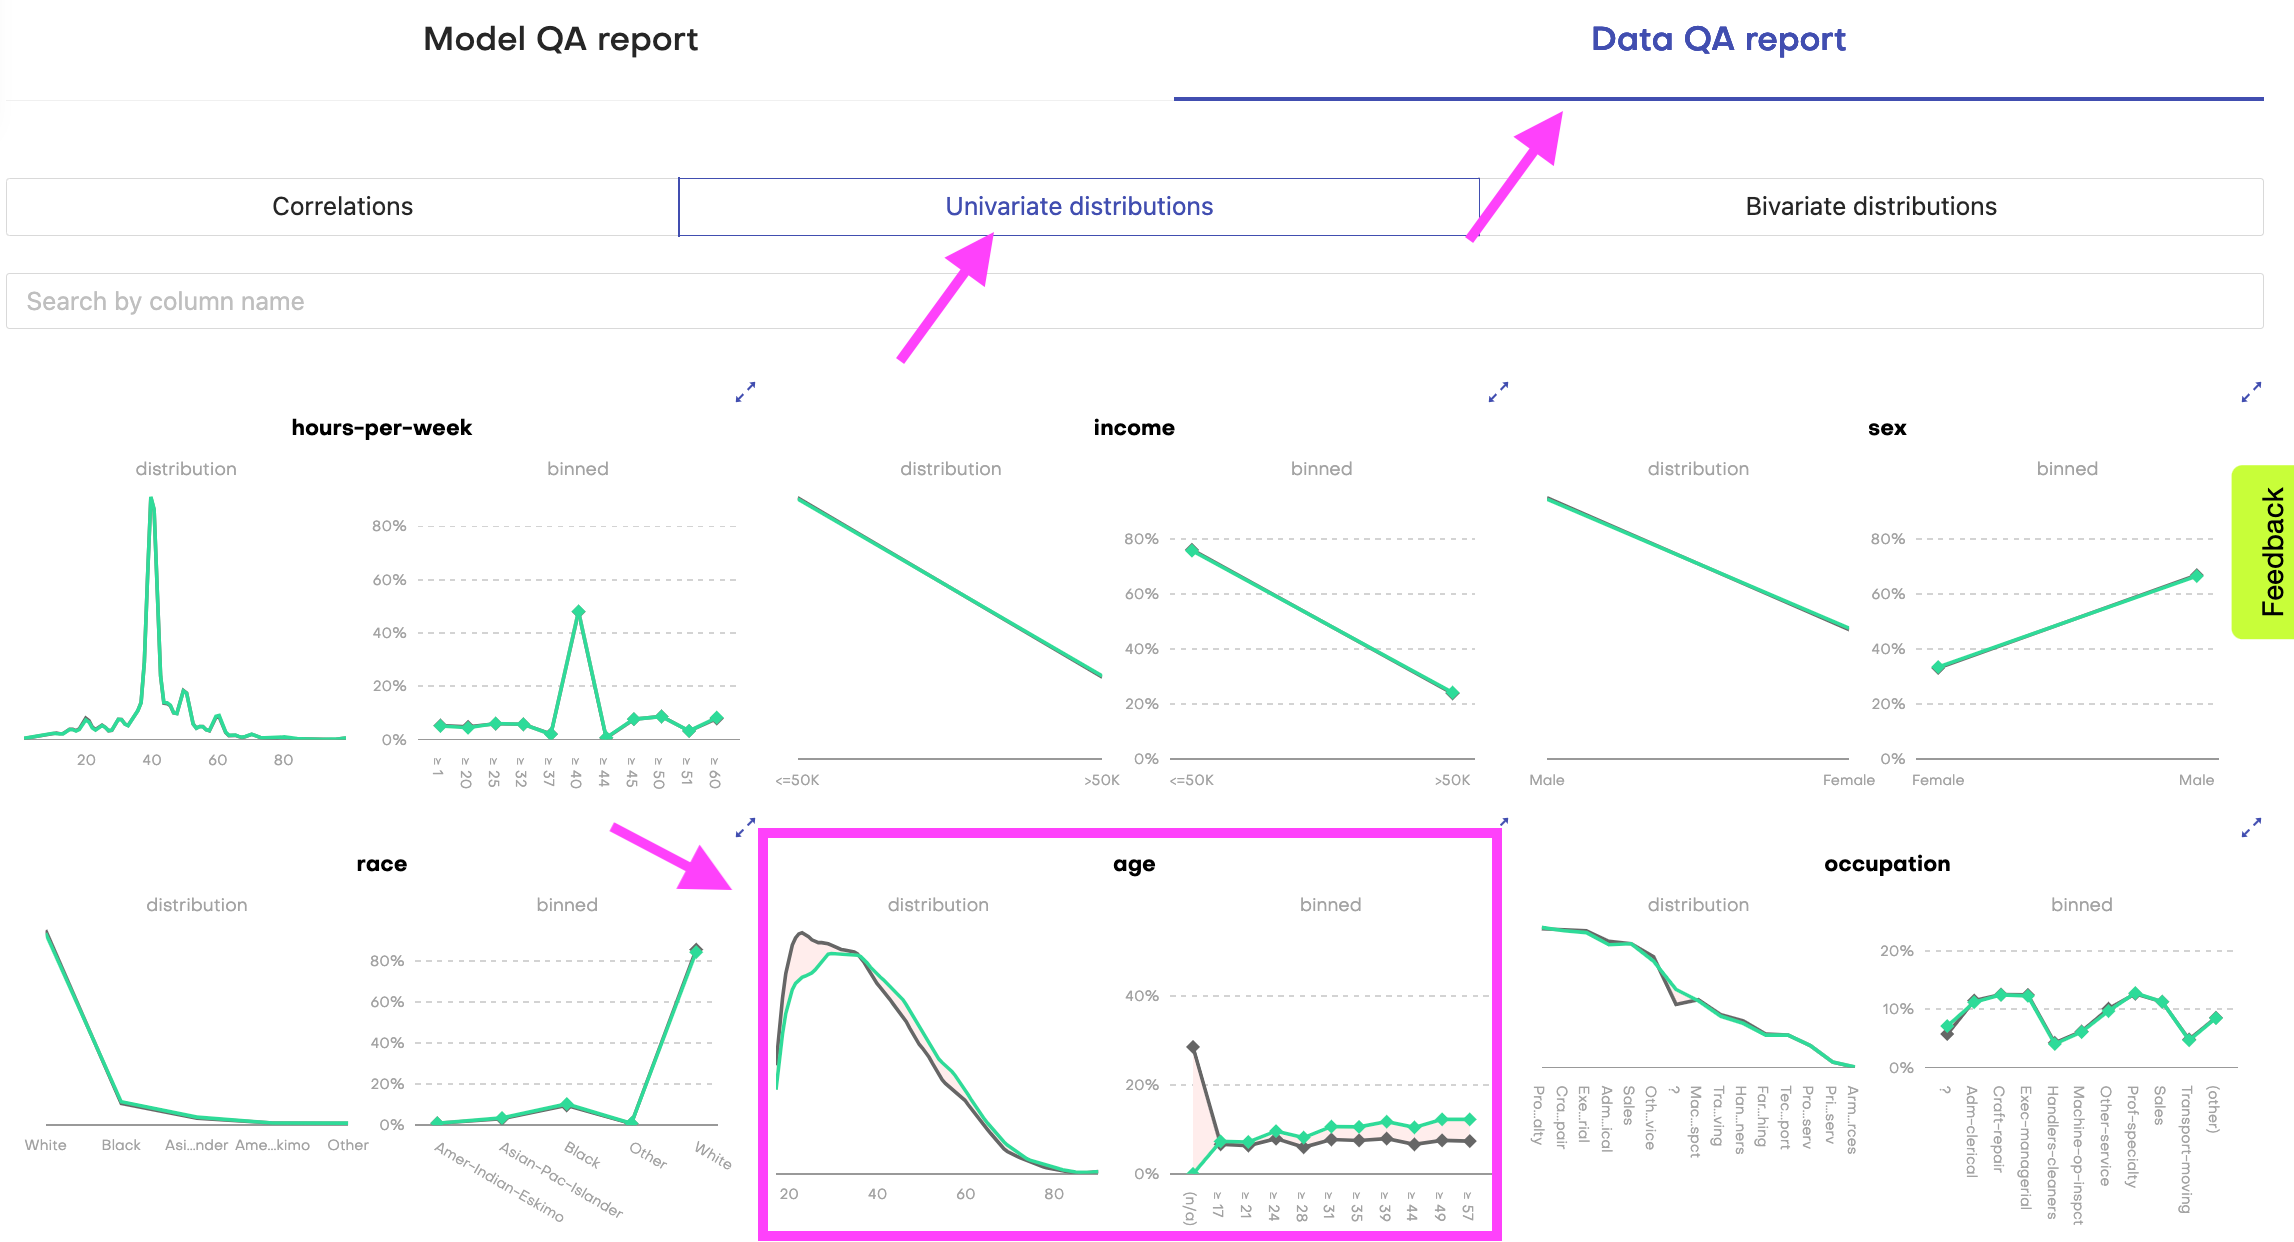 Model QA report
Data QA report
Correlations
Univariate distributions
Bivariate distributions
Search by column name
Feedback
hours-per-week
distribution
binned
80%
60%
40%
20%
0%
20 40 60 80
≥ 1
≥ 20
≥ 25
≥ 32
≥ 37
≥ 40
≥ 44
≥ 45
≥ 50
≥ 51
≥ 60
income
distribution
binned
80%
60%
40%
20%
0%
<=50K >50K
<=50K >50K
sex
distribution
binned
80%
60%
40%
20%
0%
Male Female
Female Male
race
distribution
binned
80%
60%
40%
20%
0%
White Black Asi...nder Ame...kimo Other
Amer-Indian-Eskimo
Asian-Pac-Islander
Black
Other
White
age
distribution
binned
40%
20%
0%
20 40 60 80
(n/a)
≥ 17
≥ 21
≥ 24
≥ 28
≥ 31
≥ 35
≥ 39
≥ 44
≥ 49
≥ 57
occupation
distribution
binned
20%
10%
0%
Pro...alty
Cra...pair
Exe...rial
Adm...ical
Sales
Oth...vice
?
Mac...spct
Tra...ving
Han...ners
Far...hing
Tec...port
Pro...serv
Pri...serv
Arm...rces
?
Adm-clerical
Craft-repair
Exec-managerial
Handlers-cleaners
Machine-op-inspct
Other-service
Prof-specialty
Sales
Transport-moving
(other)